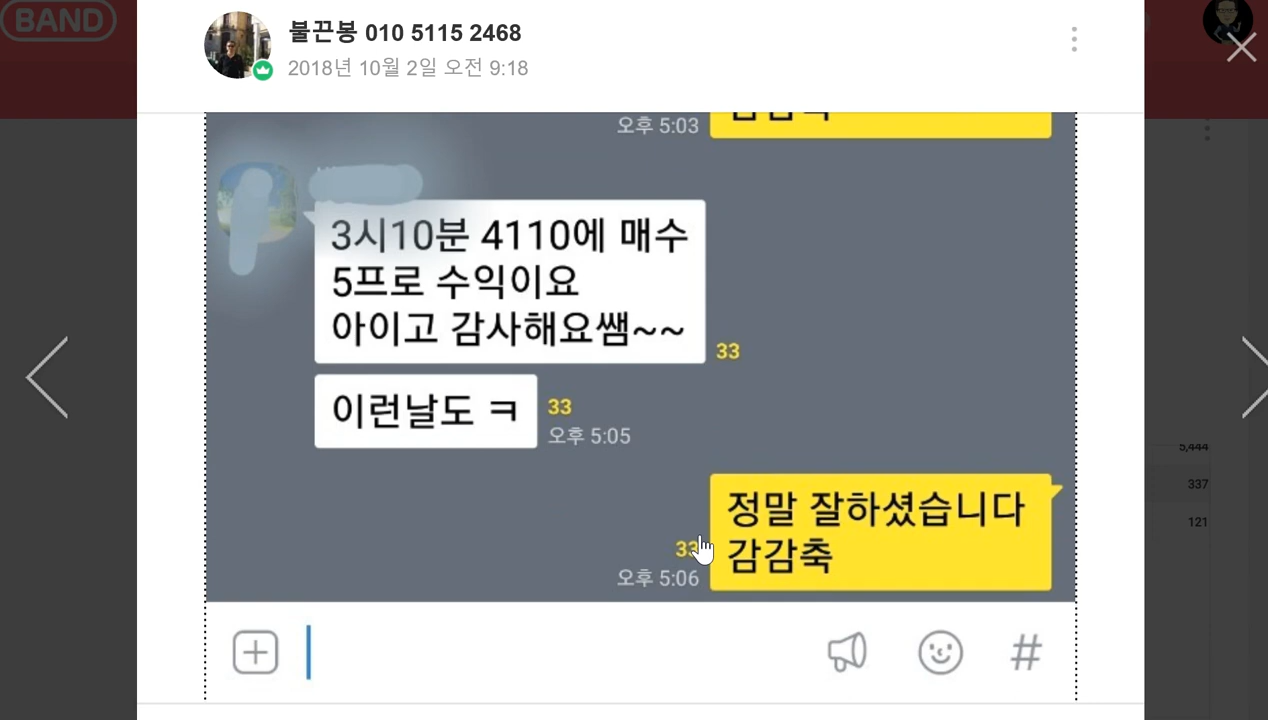 BAND
불끈봉 010 5115 2468
2018년 10월 2일 오전 9:18
오후 5:03
3시10분 4110에 매수
5프로 수익이요
아이고 감사해요쌤~~
33
이런날도 ㅋ
33
오후 5:05
정말 잘하셨습니다
감감축
33
오후 5:06
5,444
337
121